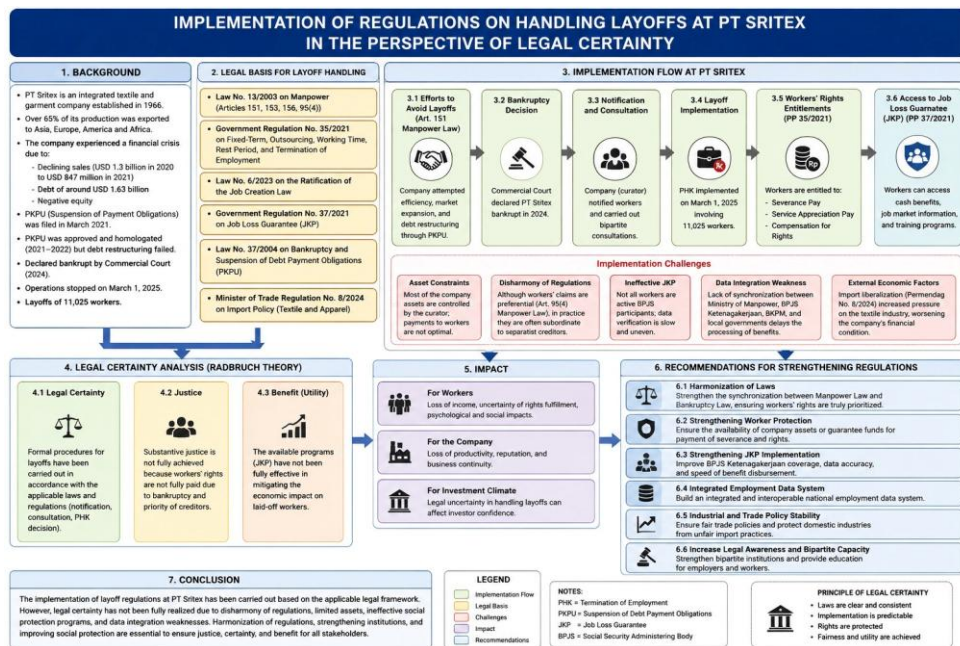 IMPLEMENTATION OF REGULATIONS ON HANDLING LAYOFFS AT PT SRITEX
IN THE PERSPECTIVE OF LEGAL CERTAINTY
1. BACKGROUND
• PT Sritex is an integrated textile and
garment company established in 1966.
• Over 65% of its production was exported
to Asia, Europe, America and Africa.
• The company experienced a financial crisis
due to:
- Declining sales (USD 1.3 billion in 2020
to USD 847 million in 2021)
- Debt of around USD 1.63 billion
- Negative equity
• PKPU (Suspension of Payment Obligations)
was filed in March 2021.
• PKPU was approved and homologated
(2021–2022) but debt restructuring failed.
• Declared bankrupt by Commercial Court
(2024).
• Operations stopped on March 1, 2025.
• Layoffs of 11,025 workers.
2. LEGAL BASIS FOR LAYOFF HANDLING
• Law No. 13/2003 on Manpower
(Articles 151, 153, 156, 95(4))
• Government Regulation No. 35/2021
on Fixed-Term, Outsourcing, Working Time,
Rest Period, and Termination of
Employment
• Law No. 6/2023 on the Ratification of
the Job Creation Law
• Government Regulation No. 37/2021
on Job Loss Guarantee (JKP)
• Law No. 37/2004 on Bankruptcy and
Suspension of Debt Payment Obligations
(PKPU)
• Minister of Trade Regulation No. 8/2024
on Import Policy (Textile and Apparel)
3. IMPLEMENTATION FLOW AT PT SRITEX
3.1 Efforts to
Avoid Layoffs
(Art. 151
Manpower Law)
Company attempted
efficiency, market
expansion, and
debt restructuring
through PKPU.
3.2 Bankruptcy
Decision
Commercial Court
declared PT Sritex
bankrupt in 2024.
3.3 Notification
and Consultation
Company (curator)
notified workers
and carried out
bipartite
consultations.
3.4 Layoff
Implementation
PHK implemented
on March 1, 2025
involving
11,025 workers.
3.5 Workers' Rights
Entitlements
(PP 35/2021)
Rp
Workers are entitled to:
- Severance Pay
- Service Appreciation Pay
- Compensation for
Rights
3.6 Access to Job
Loss Guarnatee
(JKP) (PP 37/2021)
Workers can access
cash benefits,
job market information,
and training programs.
Implementation Challenges
Asset Constraints
Most of the
company assets
are controlled
by the curator;
payments to
workers are
not optimal.
Disharmony of Regulations
Although workers' claims are
preferential (Art. 95(4)
Manpower Law), in practice
they are often subordinate
to separatist creditors.
Ineffective JKP
Not all workers are
active BPJS
participants; data
verification is slow
and uneven.
Data Integration Weakness
Lack of synchronization between
Ministry of Manpower, BPJS
Ketenagakerjaan, BKPM, and
local governments delays the
processing of benefits.
External Economic Factors
Import liberalization (Permendag
No. 8/2024) increased pressure
on the textile industry,
worsening the
company's financial
condition.
4. LEGAL CERTAINTY ANALYSIS (RADBRUCH THEORY)
4.1 Legal Certainty
Formal procedures for
layoffs have been
carried out in
accordance with the
applicable laws and
regulations (notification,
consultation, PHK
decision).
4.2 Justice
Substantive justice is
not fully achieved
because workers' rights
are not fully paid due
to bankruptcy and
priority of creditors.
4.3 Benefit (Utility)
The available programs
(JKP) have not been
fully effective in
mitigating the
economic impact on
laid-off workers.
5. IMPACT
For Workers
Loss of income, uncertainty of rights fulfillment,
psychological and social impacts.
For the Company
Loss of productivity, reputation, and
business continuity.
For Investment Climate
Legal uncertainty in handling layoffs can
affect investor confidence.
6. RECOMMENDATIONS FOR STRENGTHENING REGULATIONS
6.1 Harmonization of Laws
Strengthen the synchronization between Manpower Law and
Bankruptcy Law, ensuring workers' rights are truly prioritized.
6.2 Strengthening Worker Protection
Ensure the availability of company assets or guarantee funds for
payment of severance and rights.
6.3 Strengthening JKP Implementation
Improve BPJS Ketenagakerjaan coverage, data accuracy,
and speed of benefit disbursement.
6.4 Integrated Employment Data System
Build an integrated and interoperable national employment data system.
6.5 Industrial and Trade Policy Stability
Ensure fair trade policies and protect domestic industries
from unfair import practices.
6.6 Increase Legal Awareness and Bipartite Capacity
Strengthen bipartite institutions and provide education
for employers and workers.
7. CONCLUSION
The implementation of layoff regulations at PT Sritex has been carried out based on the applicable legal framework.
However, legal certainty has not been fully realized due to disharmony of regulations, limited assets, ineffective social
protection programs, and data integration weaknesses. Harmonization of regulations, strengthening institutions, and
improving social protection are essential to ensure justice, certainty, and benefit for all stakeholders.
LEGEND
Implementation Flow
Legal Basis
Challenges
Impact
Recommendations
NOTES:
PHK = Termination of Employment
PKPU = Suspension of Debt Payment Obligations
JKP = Job Loss Guarantee
BPJS = Social Security Administering Body
PRINCIPLE OF LEGAL CERTAINTY
• Laws are clear and consistent
• Implementation is predictable
• Rights are protected
• Fairness and utility are achieved